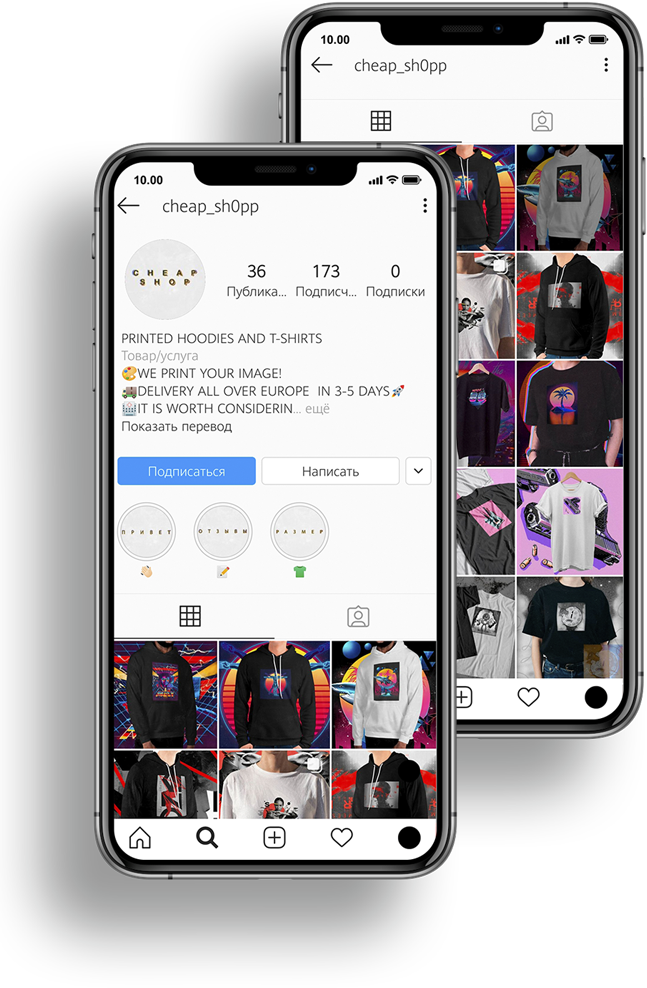 10.00
cheap_sh0pp
10.00
cheap_sh0pp
CHEAP
SHOP
36
173
0
Публика...
Подписч...
Подписки
PRINTED HOODIES AND T-SHIRTS
Товар/услуга
🎨WE PRINT YOUR IMAGE!
🚚DELIVERY ALL OVER EUROPE IN 3-5 DAYS🚀
🏥IT IS WORTH CONSIDERIN... ещё
Показать перевод
Подписаться
Написать
ПРИВЕТ
ОТЗЫВЫ
РАЗМЕР